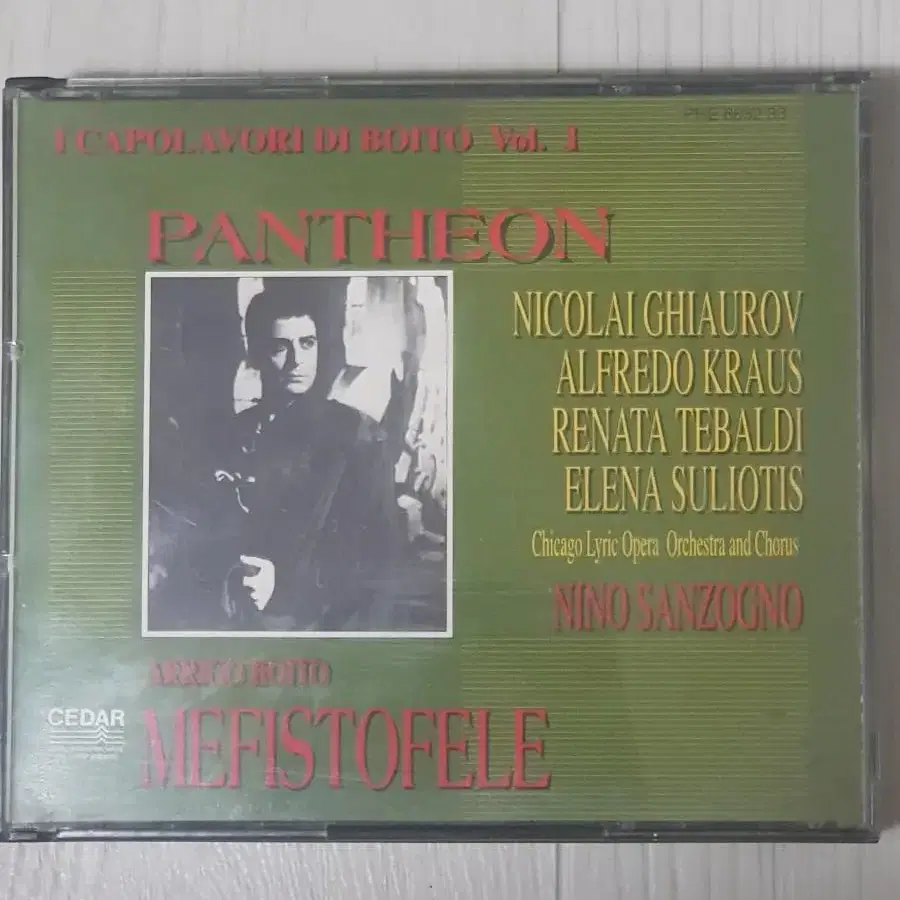 I CAPOLAVORI DI BOITO Vol. 1
PANTHEON
NICOLAI GHIAUROV
ALFREDO KRAUS
RENATA TEBALDI
ELENA SULIOTIS
Chicago Lyric Opera Orchestra and Chorus
NINO SANZOGNO
ARRIGO BOITO
CEDAR
MEFISTOFELE